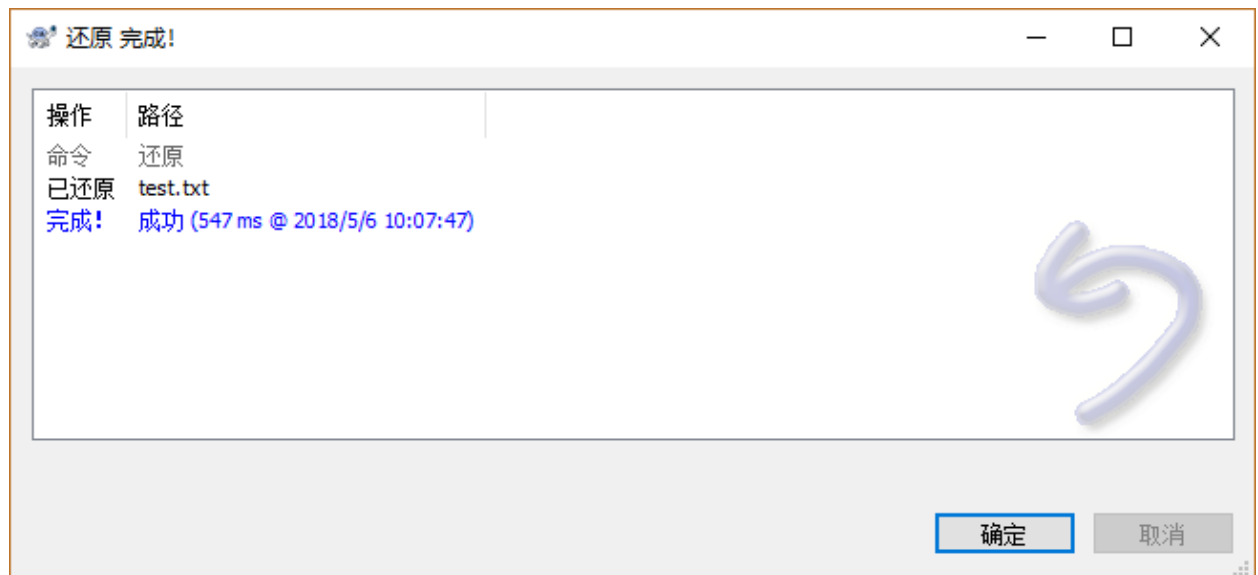 还原 完成!
操作 路径
命令 还原
已还原 test.txt
完成! 成功 (547 ms @ 2018/5/6 10:07:47)
确定 取消